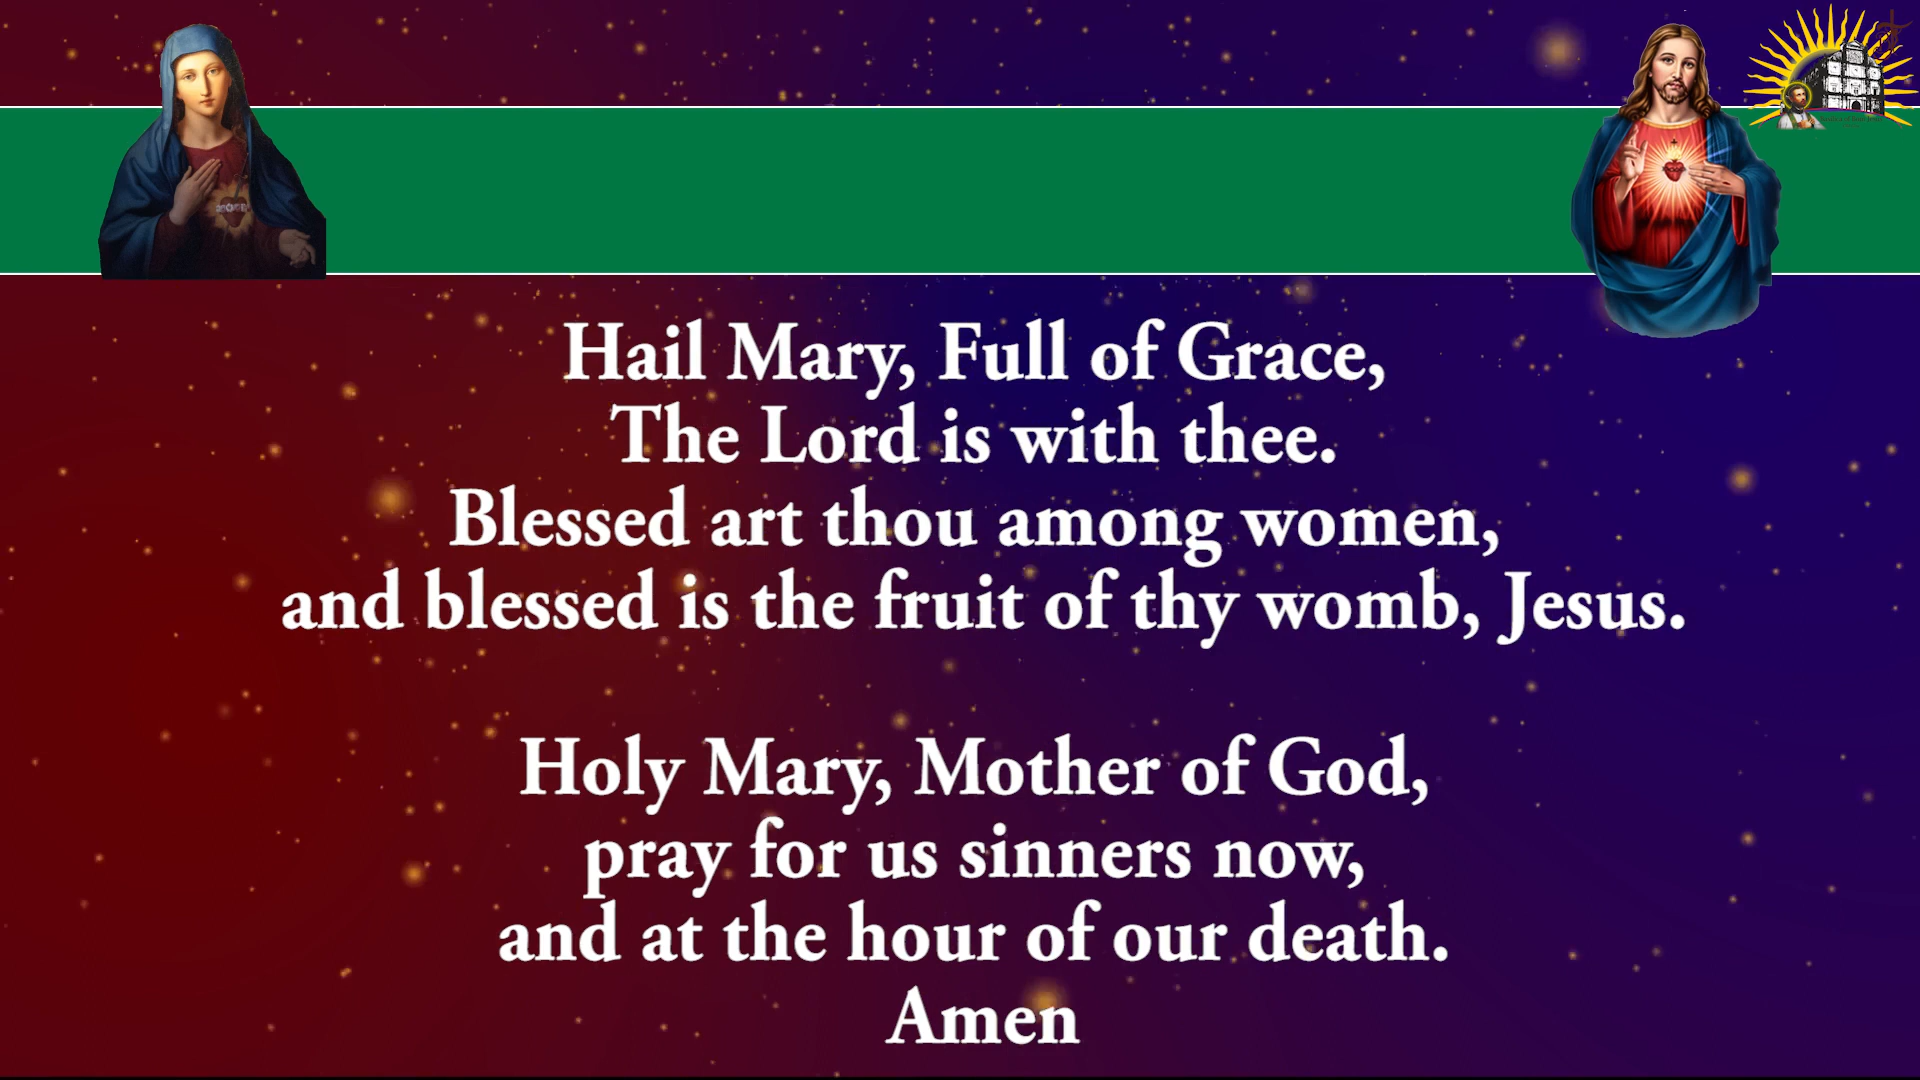 Hail Mary, Full of Grace,
The Lord is with thee.
Blessed art thou among women,
and blessed is the fruit of thy womb, Jesus.
Holy Mary, Mother of God,
pray for us sinners now,
and at the hour of our death.
Amen